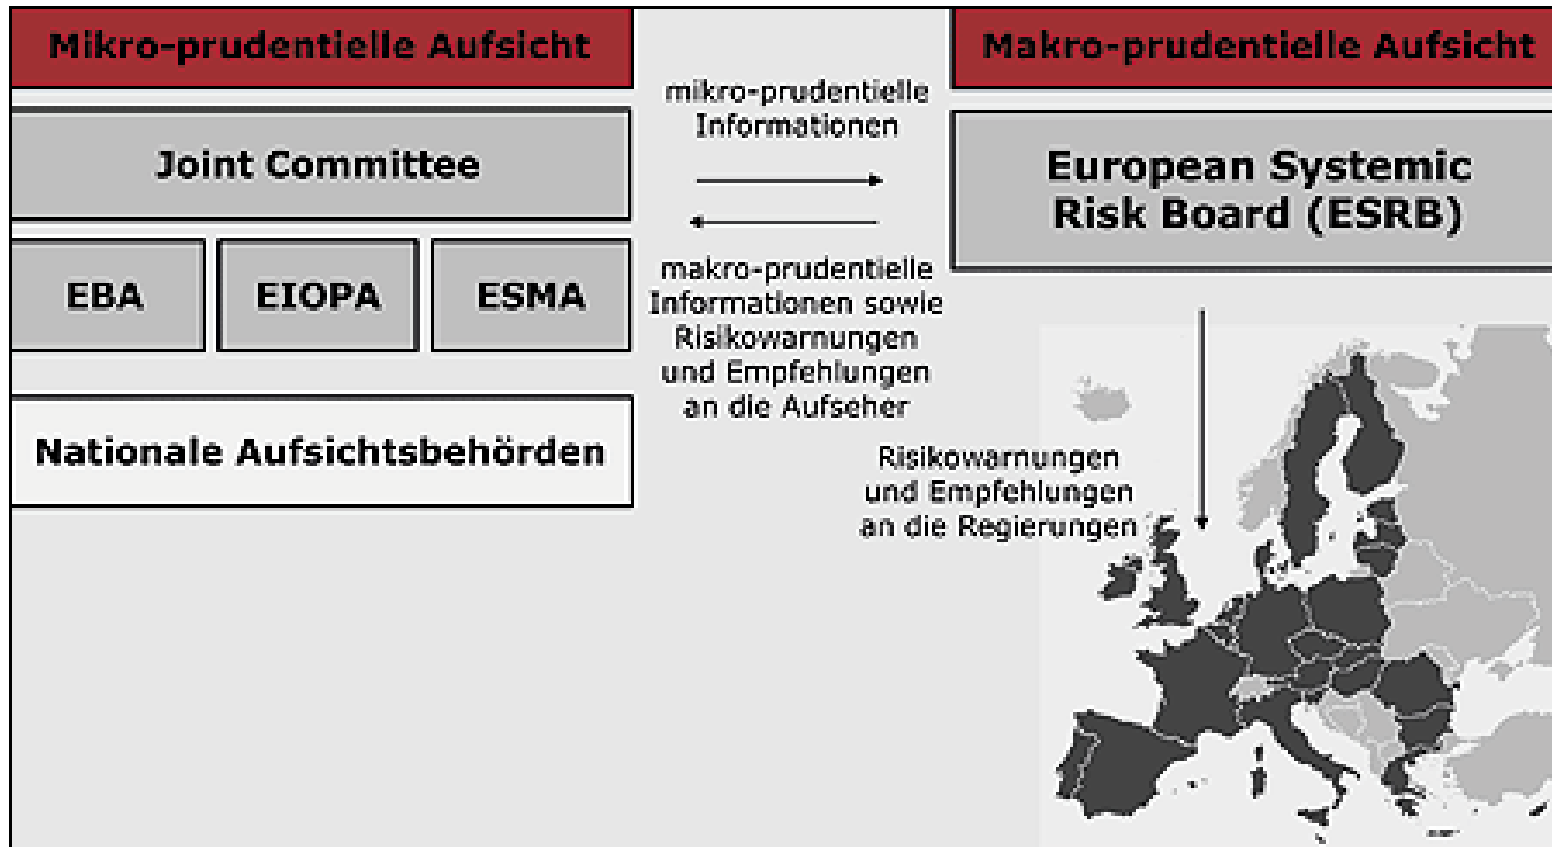 Mikro-prudentielle Aufsicht
Joint Committee
EBA
EIOPA
ESMA
Nationale Aufsichtsbehörden
mikro-prudentielle
Informationen
makro-prudentielle
Informationen sowie
Risikowarnungen
und Empfehlungen
an die Aufseher
Makro-prudentielle Aufsicht
European Systemic
Risk Board (ESRB)
Risikowarnungen
und Empfehlungen
an die Regierungen